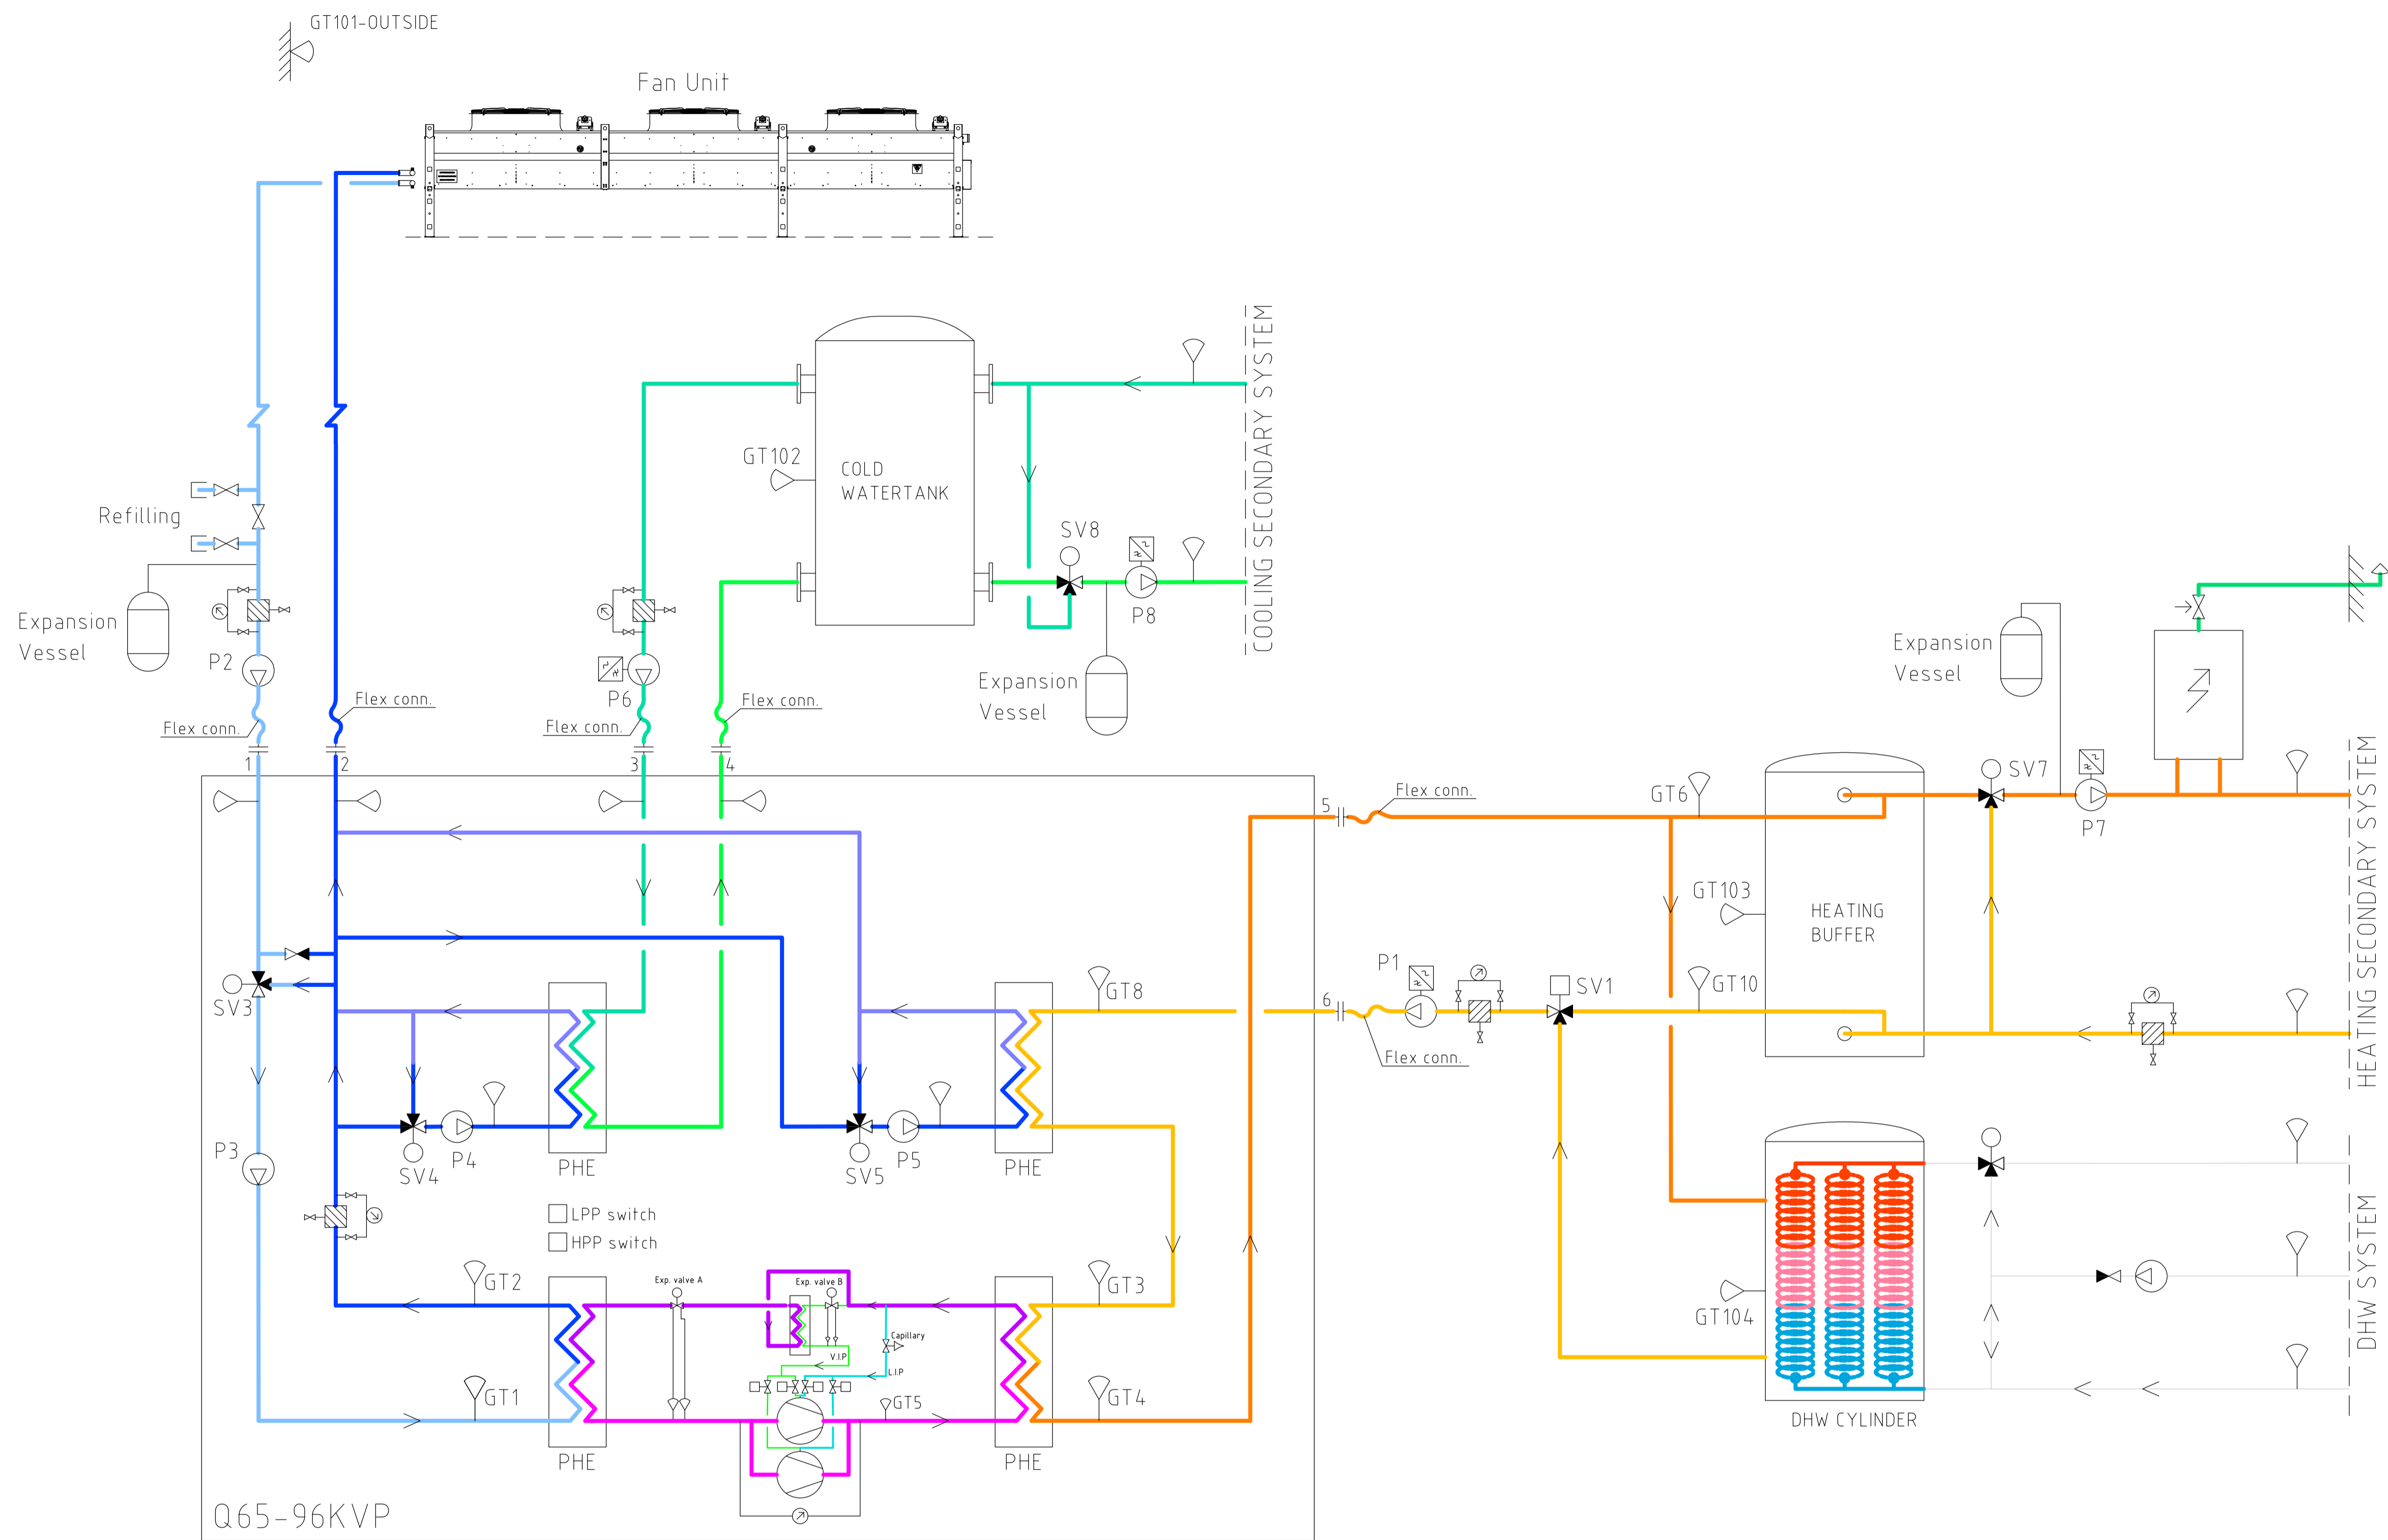 GT101-OUTSIDE
Fan Unit
COOLING SECONDARY SYSTEM
GT102
COLD
WATERTANK
Refilling
SV8
P8
Expansion
Vessel
P2
P6
Expansion
Vessel
Expansion
Vessel
Flex conn.
Flex conn.
Flex conn.
Flex conn.
1
2
3
4
HEATING SECONDARY SYSTEM
SV7
P7
5
Flex conn.
GT6
GT103
HEATING
BUFFER
P1
SV1
GT10
6
Flex conn.
SV3
GT8
P3
SV4
P4
PHE
SV5
P5
PHE
LPP switch
HPP switch
GT2
Exp. valve A
Exp. valve B
GT3
Capillary
V.I.P
L.I.P
GT1
GT5
GT4
PHE
PHE
GT104
DHW SYSTEM
DHW CYLINDER
Q65-96KVP